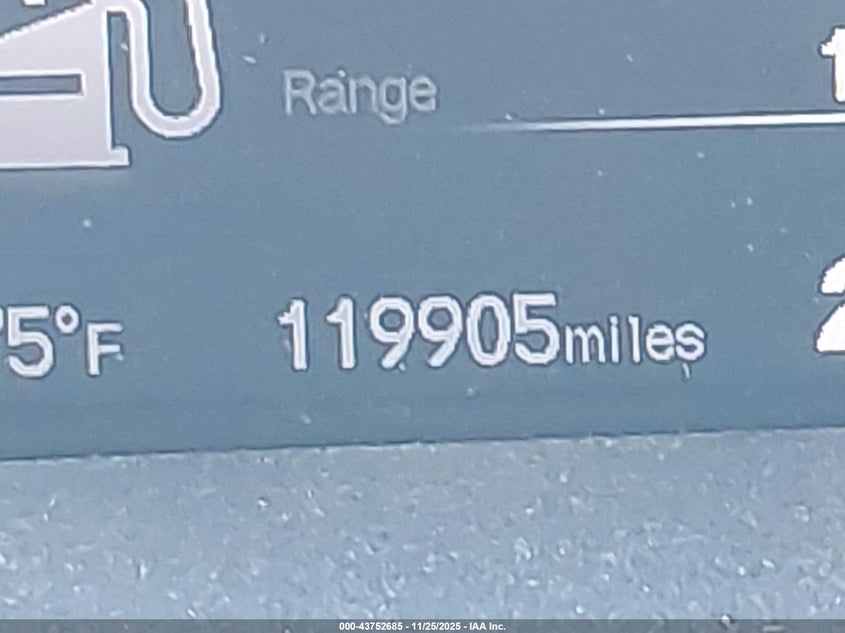 Range
5°F 119905miles
000-43752685 - 11/25/2025 - IAA Inc.